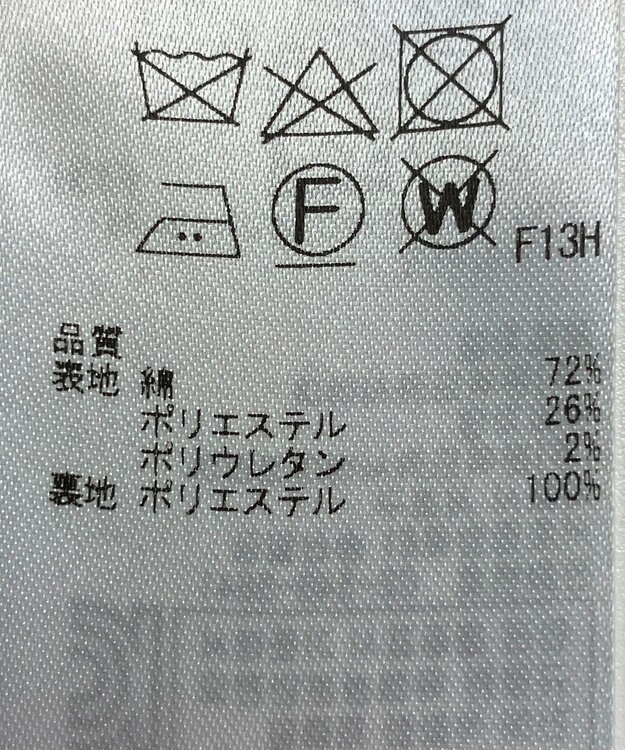 F W F13H
品質
表地 綿 72%
ポリエステル 26%
ポリウレタン 2%
裏地 ポリエステル 100%